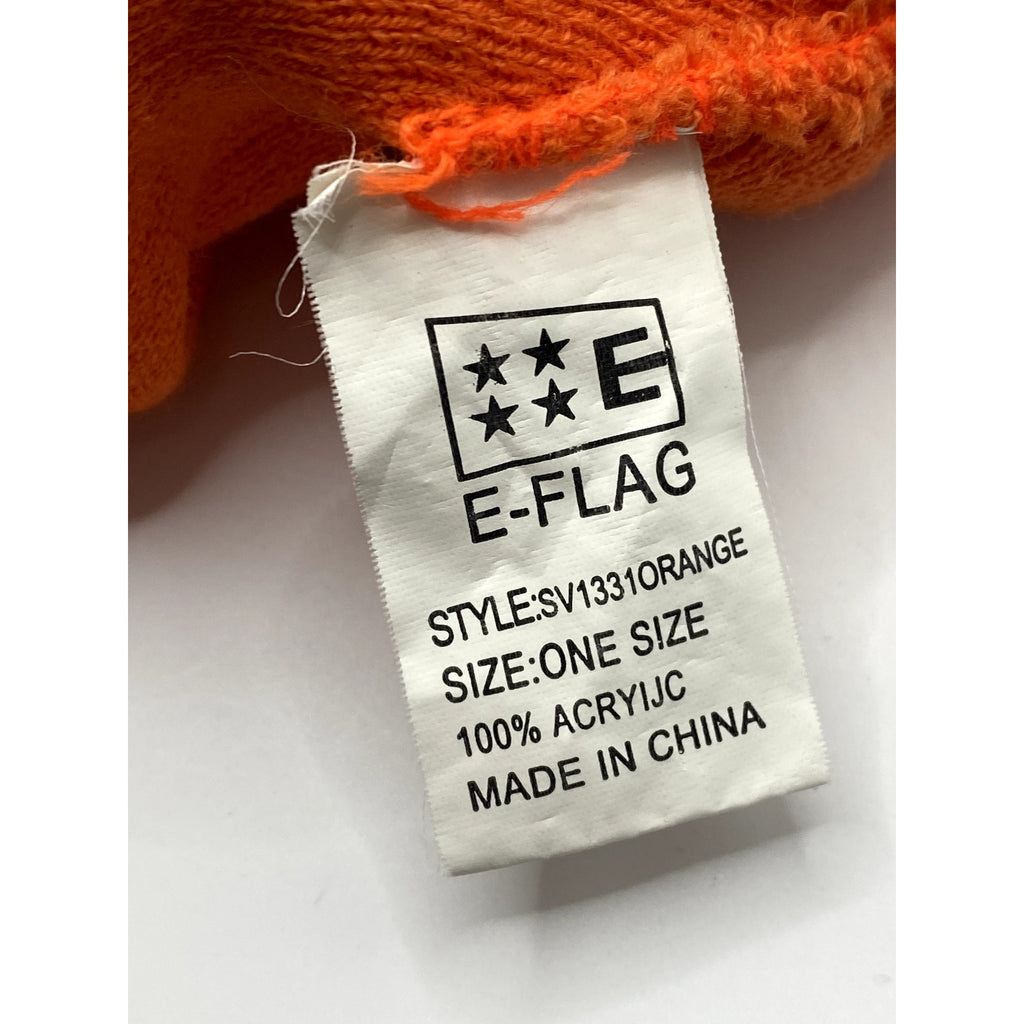 E
E-FLAG
STYLE:SV1331ORANGE
SIZE:ONE SIZE
100% ACRYIJC
MADE IN CHINA